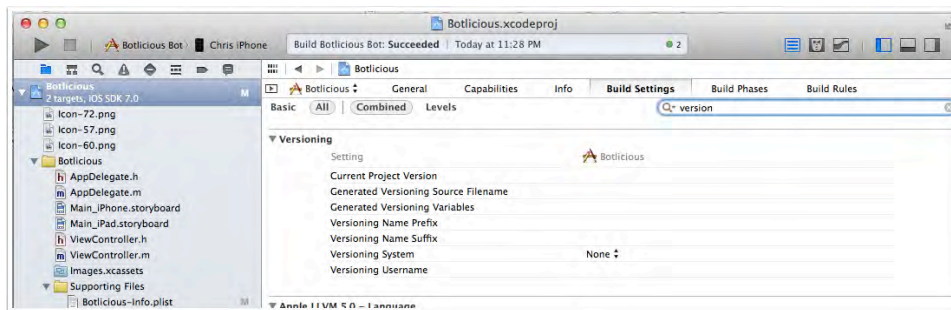 Botlicious.xcodeproj
Botlicious Bot Chris iPhone Build Botlicious Bot: Succeeded Today at 11:28 PM 2
Botlicious
Botlicious M
2 targets, iOS SDK 7.0
Botlicious General Capabilities Info Build Settings Build Phases Build Rules
Basic All Combined Levels version
Icon-72.png
Icon-57.png
Icon-60.png
Botlicious
h AppDelegate.h
m AppDelegate.m
Main_iPhone.storyboard
Main_iPad.storyboard
h ViewController.h
m ViewController.m
Images.xcassets
Supporting Files
Botlicious-Info.plist M
Versioning
Setting Botlicious
Current Project Version
Generated Versioning Source Filename
Generated Versioning Variables
Versioning Name Prefix
Versioning Name Suffix
Versioning System None
Versioning Username
Apple LLVM 5.0 - Language